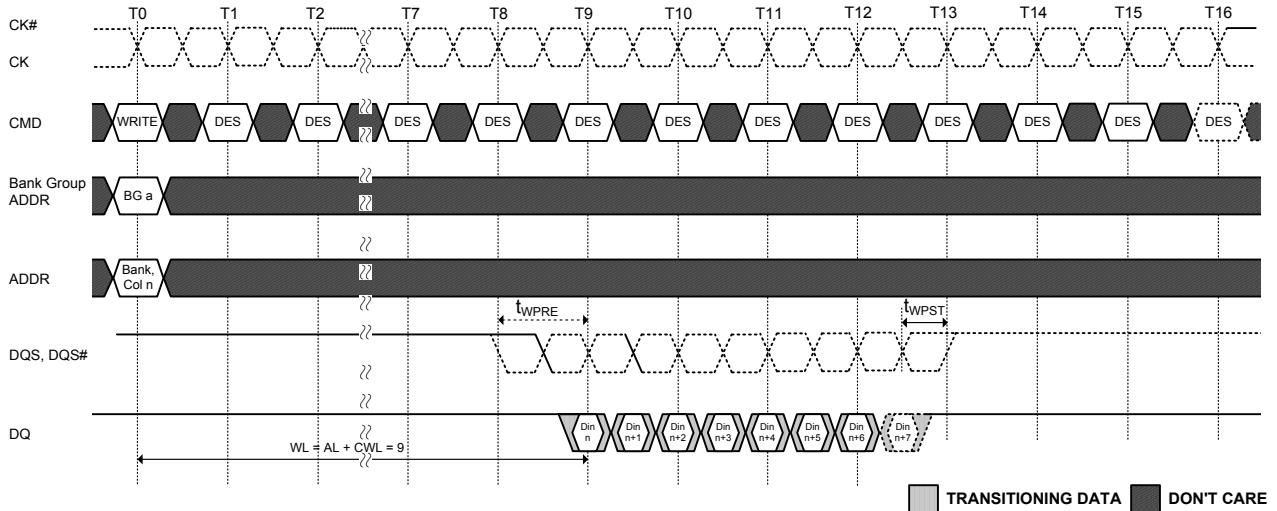 T0 T1 T2 T7 T8 T9 T10 T11 T12 T13 T14 T15 T16
CK#
CK
CMD WRITE DES DES DES DES DES DES DES DES DES DES DES DES
Bank Group
ADDR
BG a
ADDR
Bank,
Col n
tWPRE
tWPST
DQS, DQS#
DQ
Din
n
Din
n+1
Din
n+2
Din
n+3
Din
n+4
Din
n+5
Din
n+6
Din
n+7
WL = AL + CWL = 9
TRANSITIONING DATA DON'T CARE